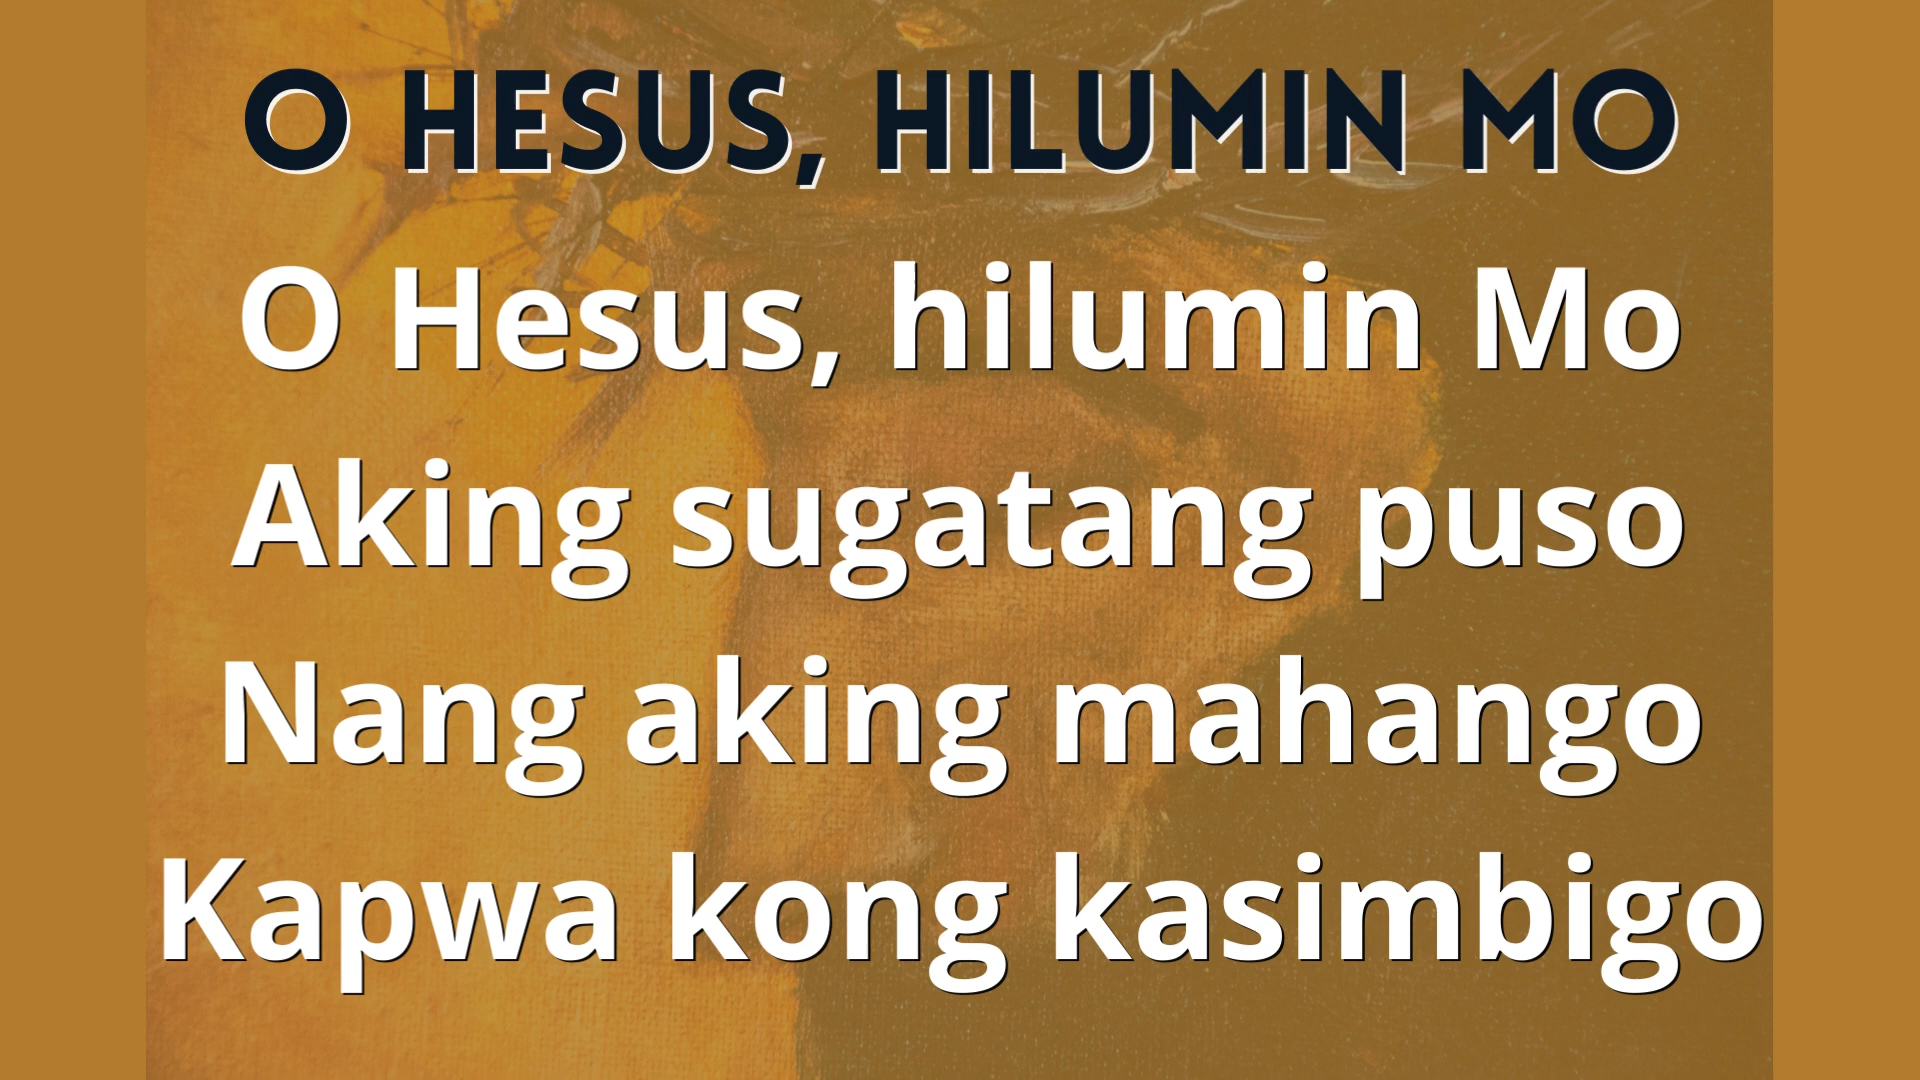 O HESUS, HILUMIN MO
O Hesus, hilumin Mo
Aking sugatang puso
Nang aking mahango
Kapwa kong kasimbigo